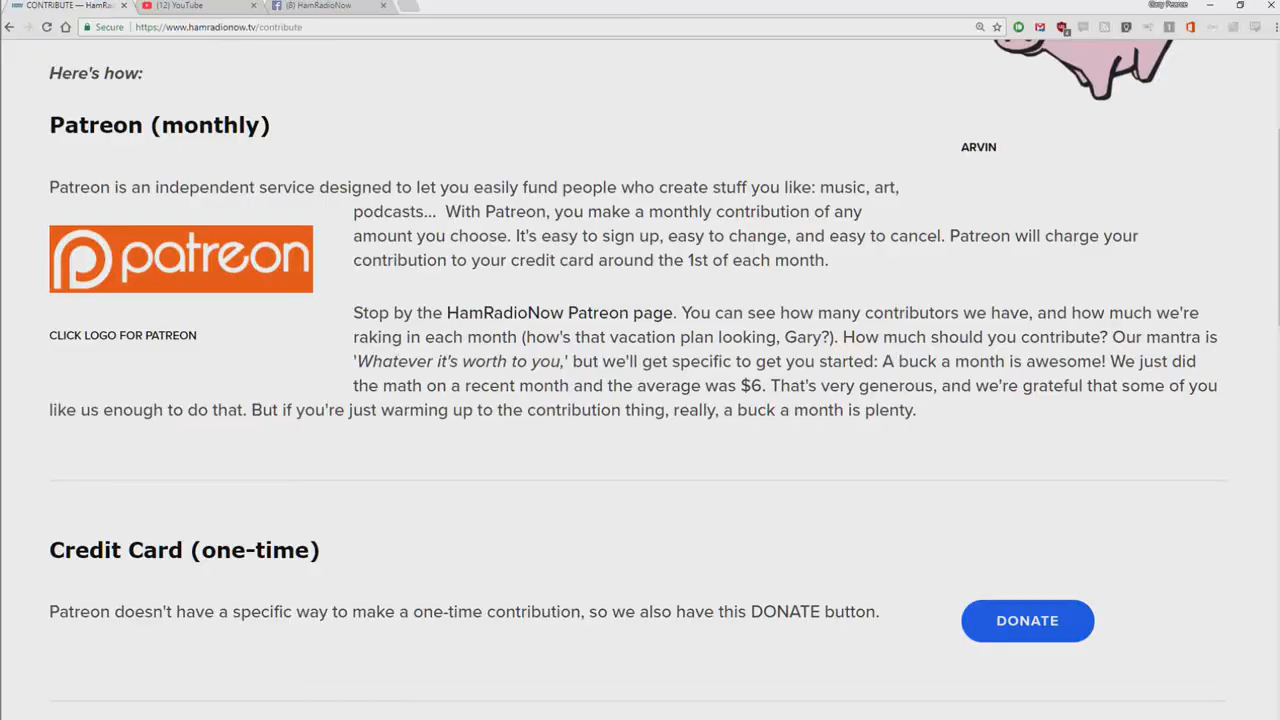 CONTRIBUTE — HamRa
(12) YouTube
(8) HamRadioNow
Gary Pearce
Secure
https://www.hamradionow.tv/contribute
Here's how:
Patreon (monthly)
ARVIN
Patreon is an independent service designed to let you easily fund people who create stuff you like: music, art,
podcasts... With Patreon, you make a monthly contribution of any
amount you choose. It's easy to sign up, easy to change, and easy to cancel. Patreon will charge your
contribution to your credit card around the 1st of each month.
patreon
CLICK LOGO FOR PATREON
Stop by the HamRadioNow Patreon page. You can see how many contributors we have, and how much we're
raking in each month (how's that vacation plan looking, Gary?). How much should you contribute? Our mantra is
'Whatever it's worth to you,' but we'll get specific to get you started: A buck a month is awesome! We just did
the math on a recent month and the average was $6. That's very generous, and we're grateful that some of you
like us enough to do that. But if you're just warming up to the contribution thing, really, a buck a month is plenty.
Credit Card (one-time)
Patreon doesn't have a specific way to make a one-time contribution, so we also have this DONATE button.
DONATE